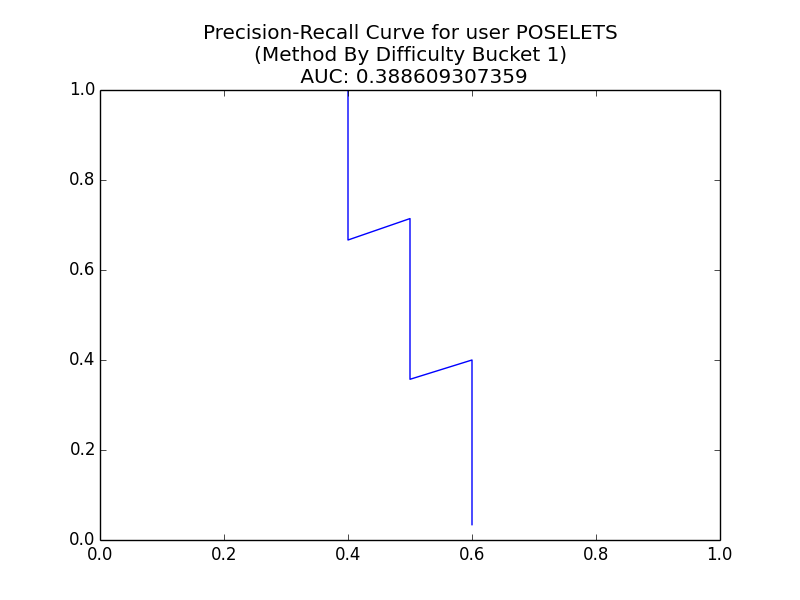 Precision-Recall Curve for user POSELETS
(Method By Difficulty Bucket 1)
AUC: 0.388609307359
1.0
0.8
0.6
0.4
0.2
0.0
0.0 0.2 0.4 0.6 0.8 1.0